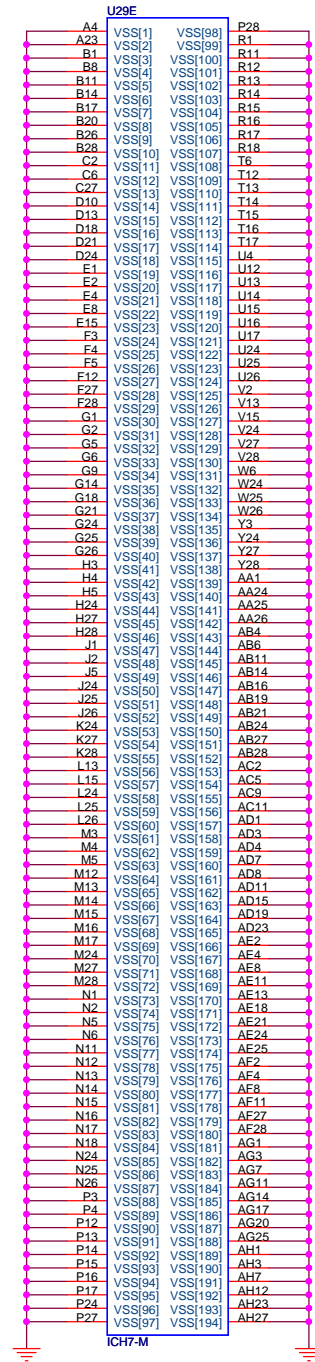 U29E
A4 VSS[1] VSS[98] P28
A23 VSS[2] VSS[99] R1
B1 VSS[3] VSS[100] R11
B8 VSS[4] VSS[101] R12
B11 VSS[5] VSS[102] R13
B14 VSS[6] VSS[103] R14
B17 VSS[7] VSS[104] R15
B20 VSS[8] VSS[105] R16
B26 VSS[9] VSS[106] R17
B28 VSS[10] VSS[107] R18
C2 VSS[11] VSS[108] T6
C6 VSS[12] VSS[109] T12
C27 VSS[13] VSS[110] T13
D10 VSS[14] VSS[111] T14
D13 VSS[15] VSS[112] T15
D18 VSS[16] VSS[113] T16
D21 VSS[17] VSS[114] T17
D24 VSS[18] VSS[115] U4
E1 VSS[19] VSS[116] U12
E2 VSS[20] VSS[117] U13
E4 VSS[21] VSS[118] U14
E8 VSS[22] VSS[119] U15
E15 VSS[23] VSS[120] U16
F3 VSS[24] VSS[121] U17
F4 VSS[25] VSS[122] U24
F5 VSS[26] VSS[123] U25
F12 VSS[27] VSS[124] U26
F27 VSS[28] VSS[125] V2
F28 VSS[29] VSS[126] V13
G1 VSS[30] VSS[127] V15
G2 VSS[31] VSS[128] V24
G5 VSS[32] VSS[129] V27
G6 VSS[33] VSS[130] V28
G9 VSS[34] VSS[131] W6
G14 VSS[35] VSS[132] W24
G18 VSS[36] VSS[133] W25
G21 VSS[37] VSS[134] W26
G24 VSS[38] VSS[135] Y3
G25 VSS[39] VSS[136] Y24
G26 VSS[40] VSS[137] Y27
H3 VSS[41] VSS[138] Y28
H4 VSS[42] VSS[139] AA1
H5 VSS[43] VSS[140] AA24
H24 VSS[44] VSS[141] AA25
H27 VSS[45] VSS[142] AA26
H28 VSS[46] VSS[143] AB4
J1 VSS[47] VSS[144] AB6
J2 VSS[48] VSS[145] AB11
J5 VSS[49] VSS[146] AB14
J24 VSS[50] VSS[147] AB16
J25 VSS[51] VSS[148] AB19
J26 VSS[52] VSS[149] AB21
K24 VSS[53] VSS[150] AB24
K27 VSS[54] VSS[151] AB27
K28 VSS[55] VSS[152] AB28
L13 VSS[56] VSS[153] AC2
L15 VSS[57] VSS[154] AC5
L24 VSS[58] VSS[155] AC9
L25 VSS[59] VSS[156] AC11
L26 VSS[60] VSS[157] AD1
M3 VSS[61] VSS[158] AD3
M4 VSS[62] VSS[159] AD4
M5 VSS[63] VSS[160] AD7
M12 VSS[64] VSS[161] AD8
M13 VSS[65] VSS[162] AD11
M14 VSS[66] VSS[163] AD15
M15 VSS[67] VSS[164] AD19
M16 VSS[68] VSS[165] AD23
M17 VSS[69] VSS[166] AE2
M24 VSS[70] VSS[167] AE4
M27 VSS[71] VSS[168] AE8
M28 VSS[72] VSS[169] AE11
N1 VSS[73] VSS[170] AE13
N2 VSS[74] VSS[171] AE18
N5 VSS[75] VSS[172] AE21
N6 VSS[76] VSS[173] AE24
N11 VSS[77] VSS[174] AE25
N12 VSS[78] VSS[175] AF2
N13 VSS[79] VSS[176] AF4
N14 VSS[80] VSS[177] AF8
N15 VSS[81] VSS[178] AF11
N16 VSS[82] VSS[179] AF27
N17 VSS[83] VSS[180] AF28
N18 VSS[84] VSS[181] AG1
N24 VSS[85] VSS[182] AG3
N25 VSS[86] VSS[183] AG7
N26 VSS[87] VSS[184] AG11
P3 VSS[88] VSS[185] AG14
P4 VSS[89] VSS[186] AG17
P12 VSS[90] VSS[187] AG20
P13 VSS[91] VSS[188] AG25
P14 VSS[92] VSS[189] AH1
P15 VSS[93] VSS[190] AH3
P16 VSS[94] VSS[191] AH7
P17 VSS[95] VSS[192] AH12
P24 VSS[96] VSS[193] AH23
P27 VSS[97] VSS[194] AH27
ICH7-M